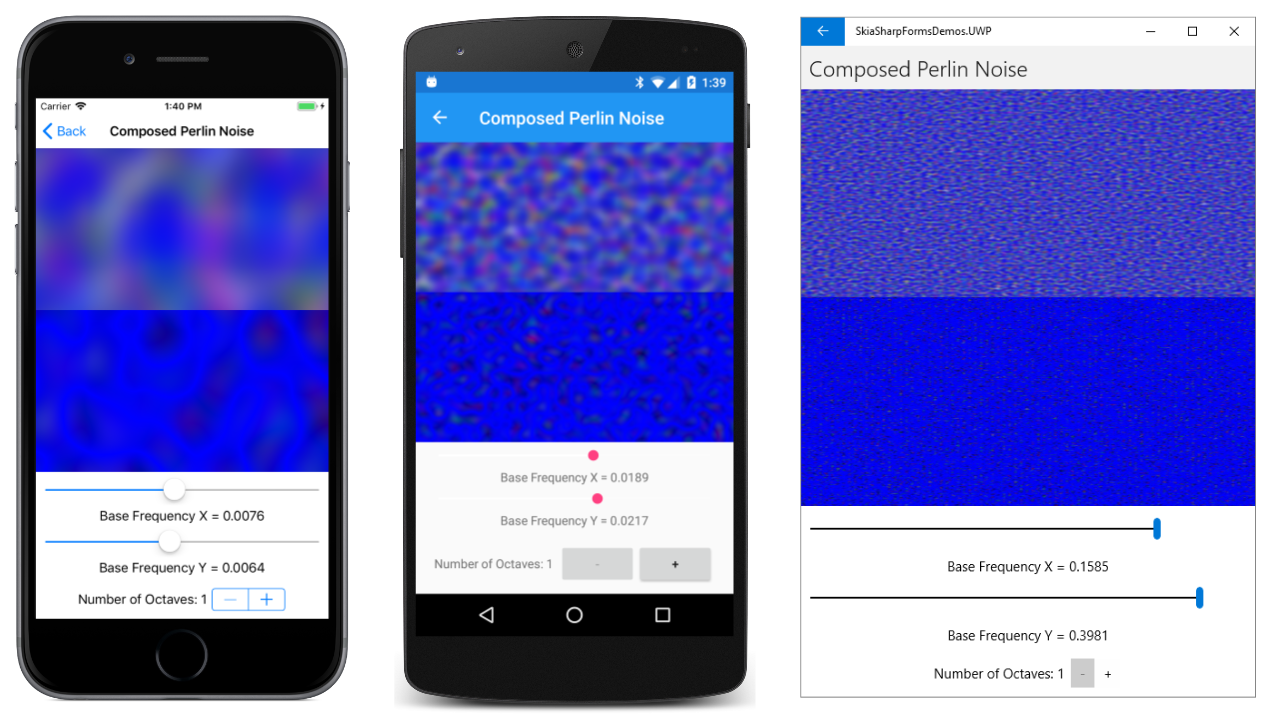 Carrier 1:40 PM
Back Composed Perlin Noise
Base Frequency X = 0.0076
Base Frequency Y = 0.0064
Number of Octaves: 1 − +
1:39
Composed Perlin Noise
Base Frequency X = 0.0189
Base Frequency Y = 0.0217
Number of Octaves: 1 - +
SkiaSharpFormsDemos.UWP
Composed Perlin Noise
Base Frequency X = 0.1585
Base Frequency Y = 0.3981
Number of Octaves: 1 - +